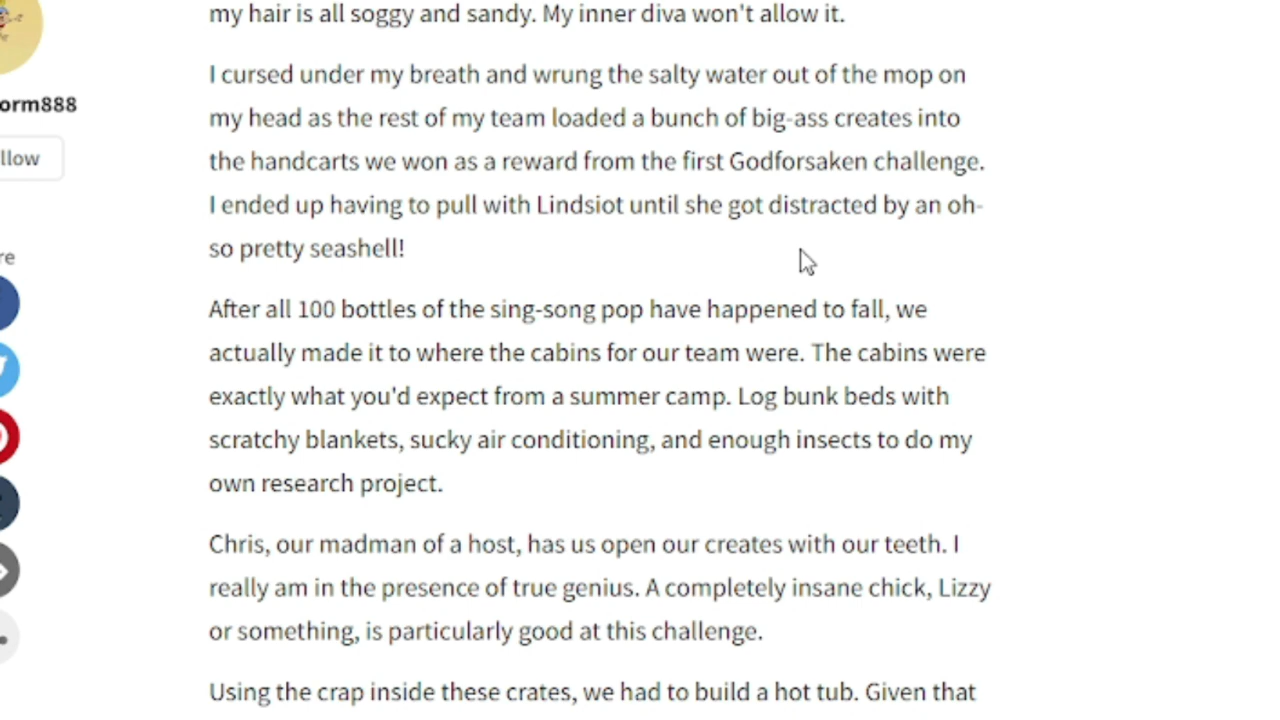 my hair is all soggy and sandy. My inner diva won't allow it.
I cursed under my breath and wrung the salty water out of the mop on
orm888
my head as the rest of my team loaded a bunch of big-ass creates into
llow
the handcarts we won as a reward from the first Godforsaken challenge.
I ended up having to pull with Lindsiot until she got distracted by an oh-
so pretty seashell!
re
After all 100 bottles of the sing-song pop have happened to fall, we
actually made it to where the cabins for our team were. The cabins were
exactly what you'd expect from a summer camp. Log bunk beds with
scratchy blankets, sucky air conditioning, and enough insects to do my
own research project.
Chris, our madman of a host, has us open our creates with our teeth. I
really am in the presence of true genius. A completely insane chick, Lizzy
or something, is particularly good at this challenge.
Using the crap inside these crates, we had to build a hot tub. Given that